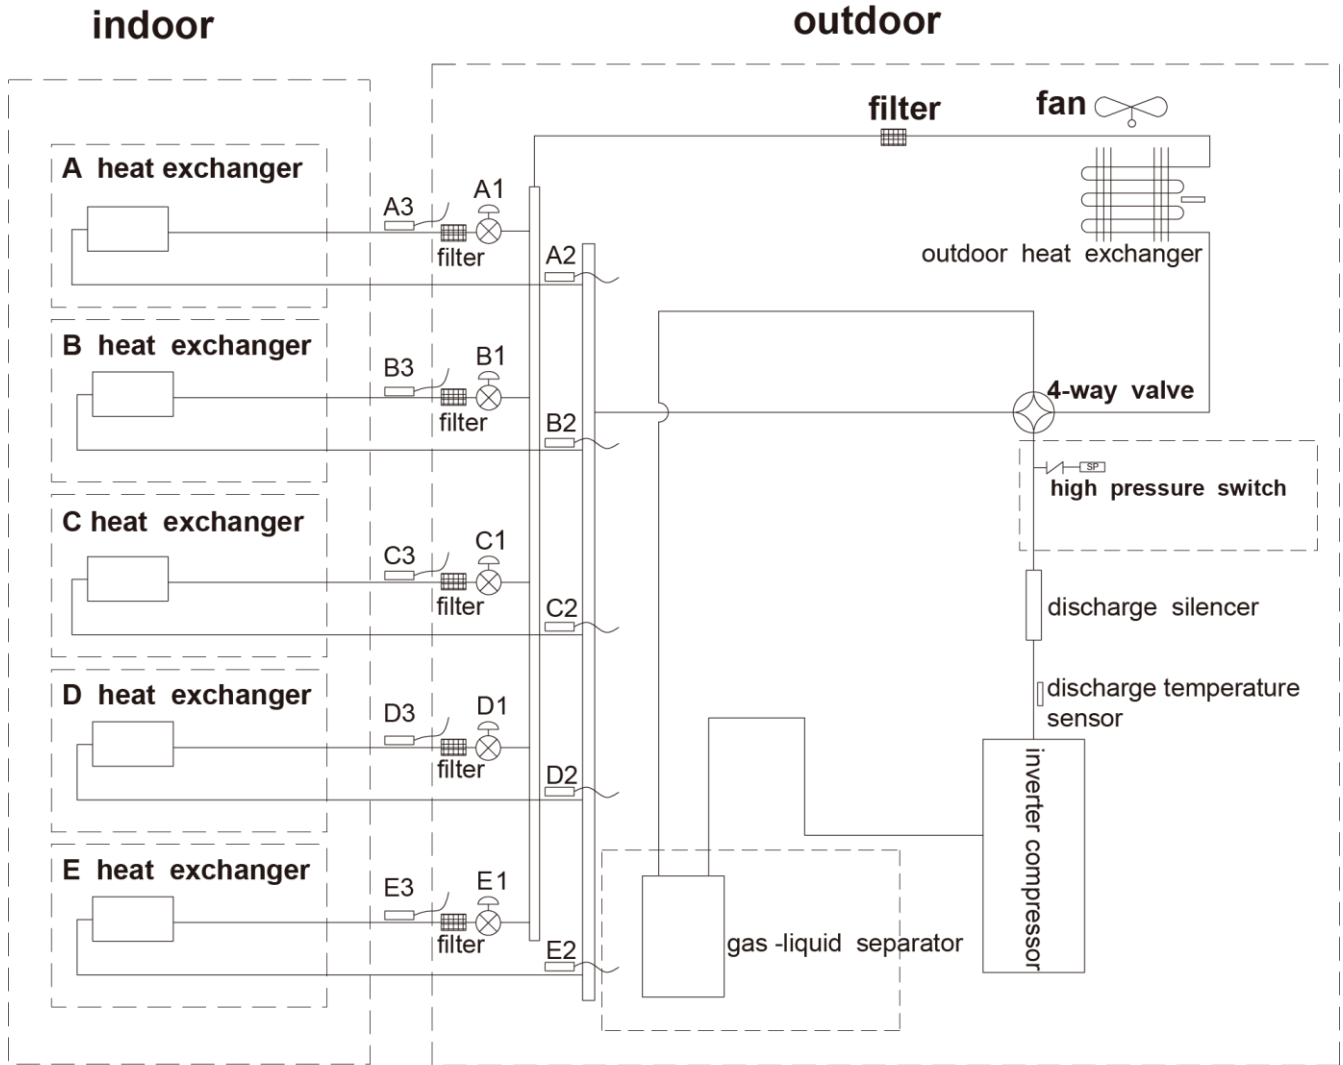 indoor
outdoor
filter
fan
A heat exchanger
A3
A1
filter
A2
outdoor heat exchanger
B heat exchanger
B3
B1
filter
B2
4-way valve
SP
high pressure switch
C heat exchanger
C3
C1
filter
C2
discharge silencer
D heat exchanger
D3
D1
filter
D2
discharge temperature
sensor
inverter compressor
E heat exchanger
E3
E1
filter
E2
gas -liquid separator